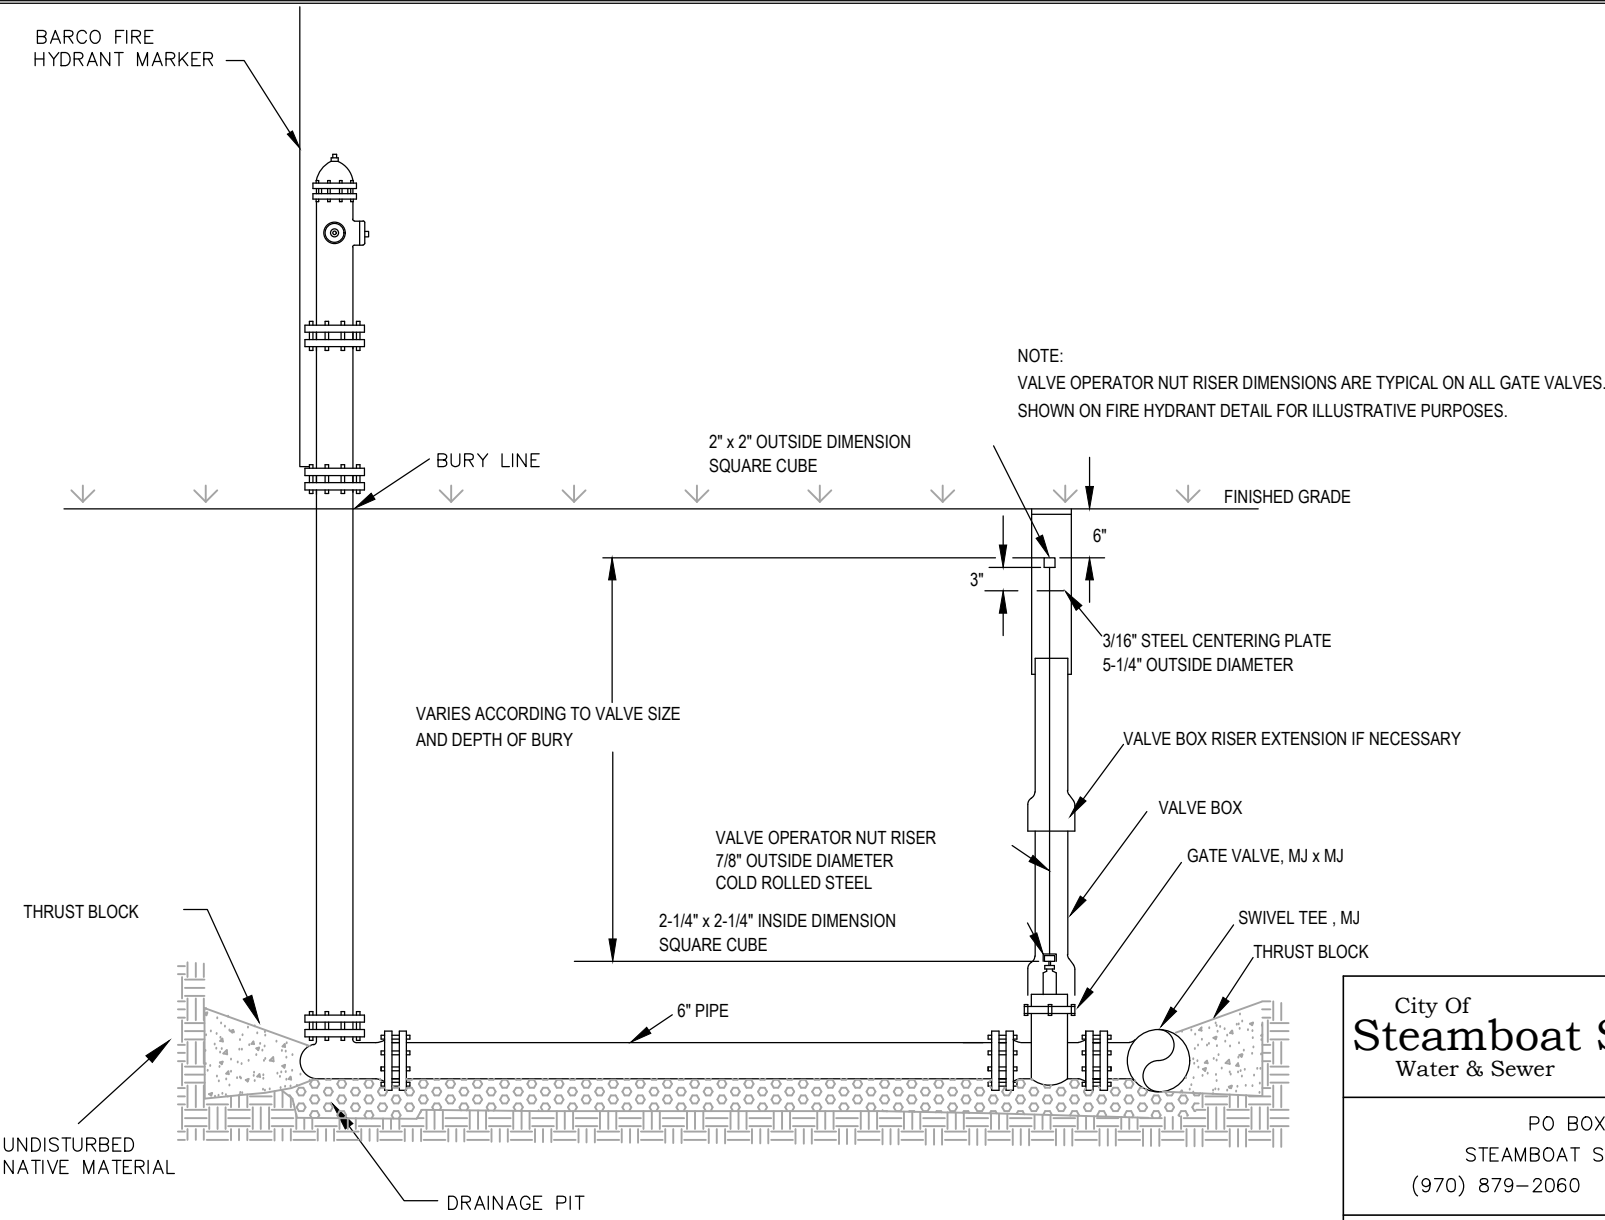 BARCO FIRE
HYDRANT MARKER
NOTE:
VALVE OPERATOR NUT RISER DIMENSIONS ARE TYPICAL ON ALL GATE VALVES.
SHOWN ON FIRE HYDRANT DETAIL FOR ILLUSTRATIVE PURPOSES.
2" x 2" OUTSIDE DIMENSION
SQUARE CUBE
BURY LINE
FINISHED GRADE
6"
3"
3/16" STEEL CENTERING PLATE
5-1/4" OUTSIDE DIAMETER
VARIES ACCORDING TO VALVE SIZE
AND DEPTH OF BURY
VALVE BOX RISER EXTENSION IF NECESSARY
VALVE BOX
VALVE OPERATOR NUT RISER
7/8" OUTSIDE DIAMETER
COLD ROLLED STEEL
GATE VALVE, MJ x MJ
THRUST BLOCK
2-1/4" x 2-1/4" INSIDE DIMENSION
SQUARE CUBE
SWIVEL TEE , MJ
THRUST BLOCK
6" PIPE
City Of
Steamboat S
Water & Sewer
PO BOX
STEAMBOAT S
(970) 879-2060
UNDISTURBED
NATIVE MATERIAL
DRAINAGE PIT